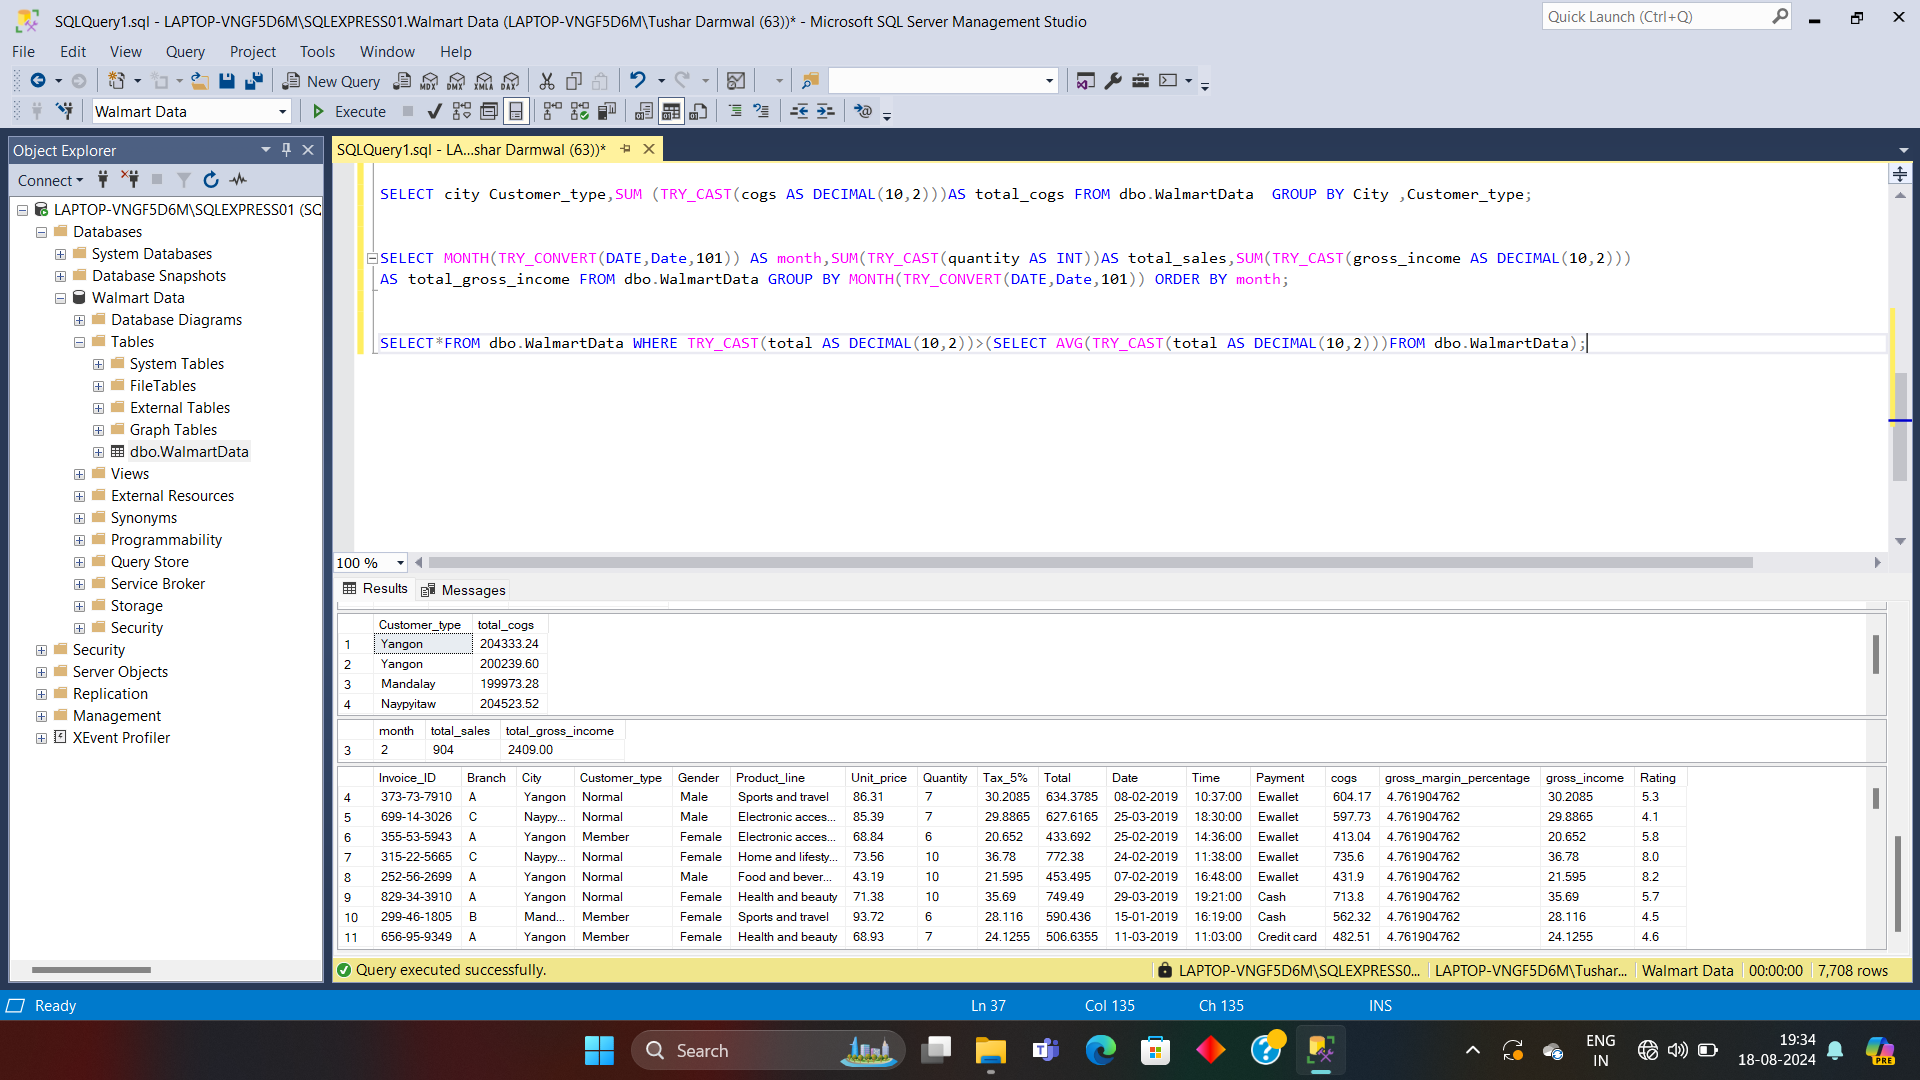 SQLQuery1.sql - LAPTOP-VNGF5D6M\SQLEXPRESS01.Walmart Data (LAPTOP-VNGF5D6M\Tushar Darmwal (63))* - Microsoft SQL Server Management Studio
Quick Launch (Ctrl+Q)
File Edit View Query Project Tools Window Help
New Query MDX DMX XMLA DAX
Walmart Data Execute
Object Explorer
SQLQuery1.sql - LA...shar Darmwal (63))*
Connect
LAPTOP-VNGF5D6M\SQLEXPRESS01 (SQ
Databases
System Databases
Database Snapshots
Walmart Data
Database Diagrams
Tables
System Tables
FileTables
External Tables
Graph Tables
dbo.WalmartData
Views
External Resources
Synonyms
Programmability
Query Store
Service Broker
Storage
Security
Security
Server Objects
Replication
Management
XEvent Profiler
SELECT city Customer_type,SUM (TRY_CAST(cogs AS DECIMAL(10,2)))AS total_cogs FROM dbo.WalmartData  GROUP BY City ,Customer_type;
SELECT MONTH(TRY_CONVERT(DATE,Date,101)) AS month,SUM(TRY_CAST(quantity AS INT))AS total_sales,SUM(TRY_CAST(gross_income AS DECIMAL(10,2)))
AS total_gross_income FROM dbo.WalmartData GROUP BY MONTH(TRY_CONVERT(DATE,Date,101)) ORDER BY month;
SELECT*FROM dbo.WalmartData WHERE TRY_CAST(total AS DECIMAL(10,2))>(SELECT AVG(TRY_CAST(total AS DECIMAL(10,2)))FROM dbo.WalmartData);
100 %
Results Messages
Customer_type total_cogs
1 Yangon 204333.24
2 Yangon 200239.60
3 Mandalay 199973.28
4 Naypyitaw 204523.52
month total_sales total_gross_income
3 2 904 2409.00
Invoice_ID Branch City Customer_type Gender Product_line Unit_price Quantity Tax_5% Total Date Time Payment cogs gross_margin_percentage gross_income Rating
4 373-73-7910 A Yangon Normal Male Sports and travel 86.31 7 30.2085 634.3785 08-02-2019 10:37:00 Ewallet 604.17 4.761904762 30.2085 5.3
5 699-14-3026 C Naypy... Normal Male Electronic acces... 85.39 7 29.8865 627.6165 25-03-2019 18:30:00 Ewallet 597.73 4.761904762 29.8865 4.1
6 355-53-5943 A Yangon Member Female Electronic acces... 68.84 6 20.652 433.692 25-02-2019 14:36:00 Ewallet 413.04 4.761904762 20.652 5.8
7 315-22-5665 C Naypy... Normal Female Home and lifesty... 73.56 10 36.78 772.38 24-02-2019 11:38:00 Ewallet 735.6 4.761904762 36.78 8.0
8 252-56-2699 A Yangon Normal Male Food and bever... 43.19 10 21.595 453.495 07-02-2019 16:48:00 Ewallet 431.9 4.761904762 21.595 8.2
9 829-34-3910 A Yangon Normal Female Health and beauty 71.38 10 35.69 749.49 29-03-2019 19:21:00 Cash 713.8 4.761904762 35.69 5.7
10 299-46-1805 B Mand... Member Female Sports and travel 93.72 6 28.116 590.436 15-01-2019 16:19:00 Cash 562.32 4.761904762 28.116 4.5
11 656-95-9349 A Yangon Member Female Health and beauty 68.93 7 24.1255 506.6355 11-03-2019 11:03:00 Credit card 482.51 4.761904762 24.1255 4.6
Query executed successfully. LAPTOP-VNGF5D6M\SQLEXPRESS0... LAPTOP-VNGF5D6M\Tushar... Walmart Data 00:00:00 7,708 rows
Ready Ln 37 Col 135 Ch 135 INS
Search
ENG
IN
19:34
18-08-2024
PRE